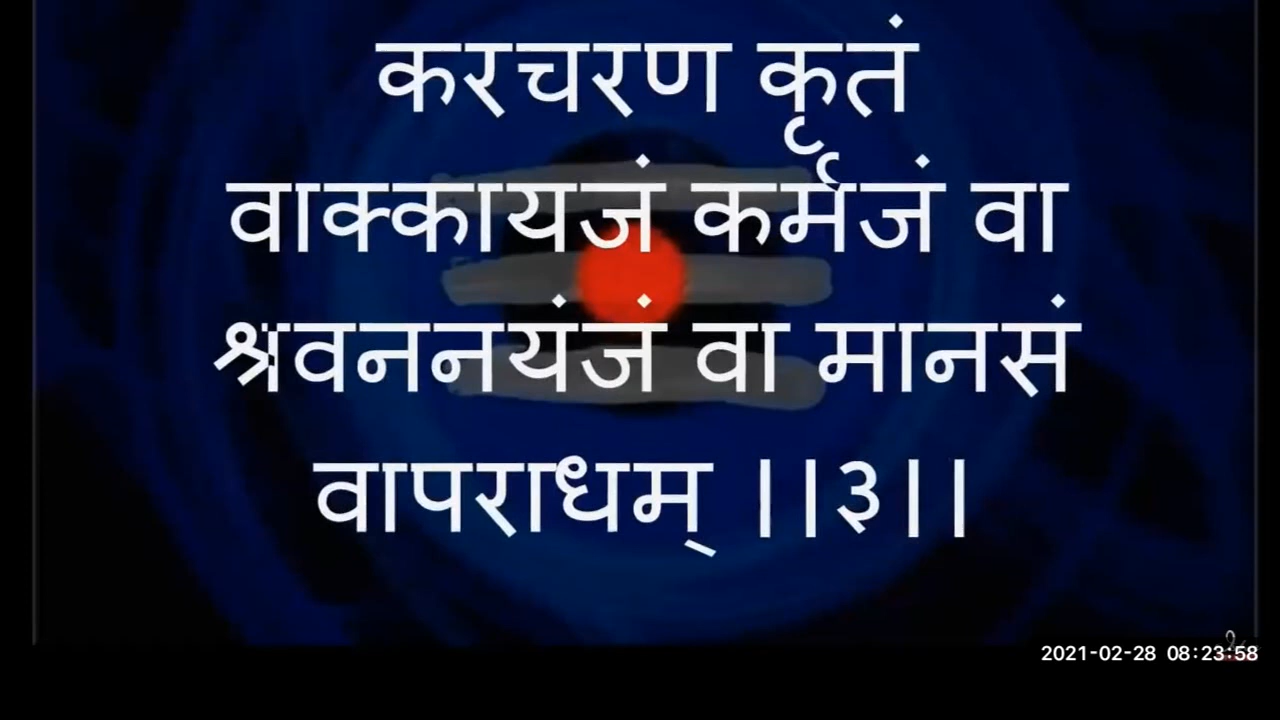 करचरण कृतं
वाक्कायजं कर्मजं वा
श्रवननयंजं वा मानसं
वापराधम् ।।३।।
2021-02-28 08:23:58